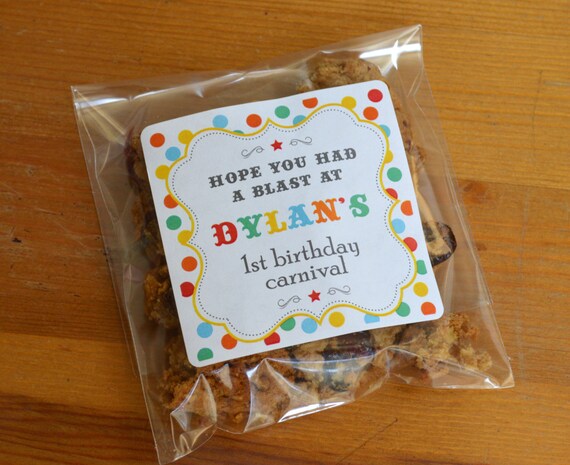 HOPE YOU HAD
A BLAST AT
DYLAN'S
1st birthday
carnival